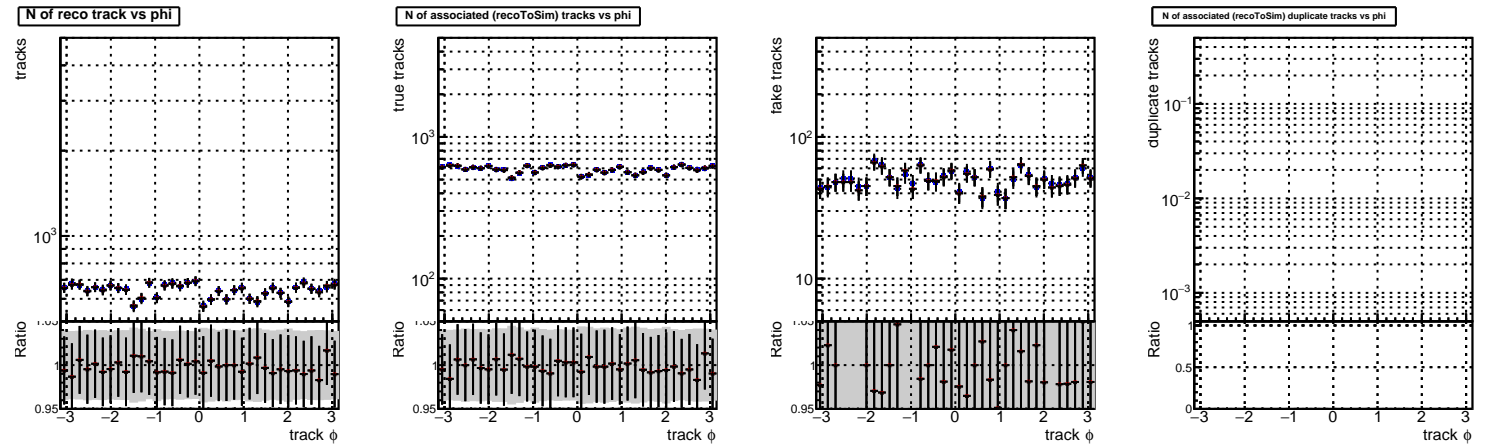 N of reco track vs phi
tracks
10³
Ratio
1.05
0.95
−3 −2 −1 0 1 2 3
track ϕ
N of associated (recoToSim) tracks vs phi
true tracks
10³
10²
Ratio
1.05
1
0.95
−3 −2 −1 0 1 2 3
track ϕ
fake tracks
10²
10
Ratio
1.05
1
0.95
−3 −2 −1 0 1 2 3
track ϕ
N of associated (recoToSim) duplicate tracks vs phi
duplicate tracks
10⁻¹
10⁻²
10⁻³
Ratio
1
0.5
0
−3 −2 −1 0 1 2 3
track ϕ